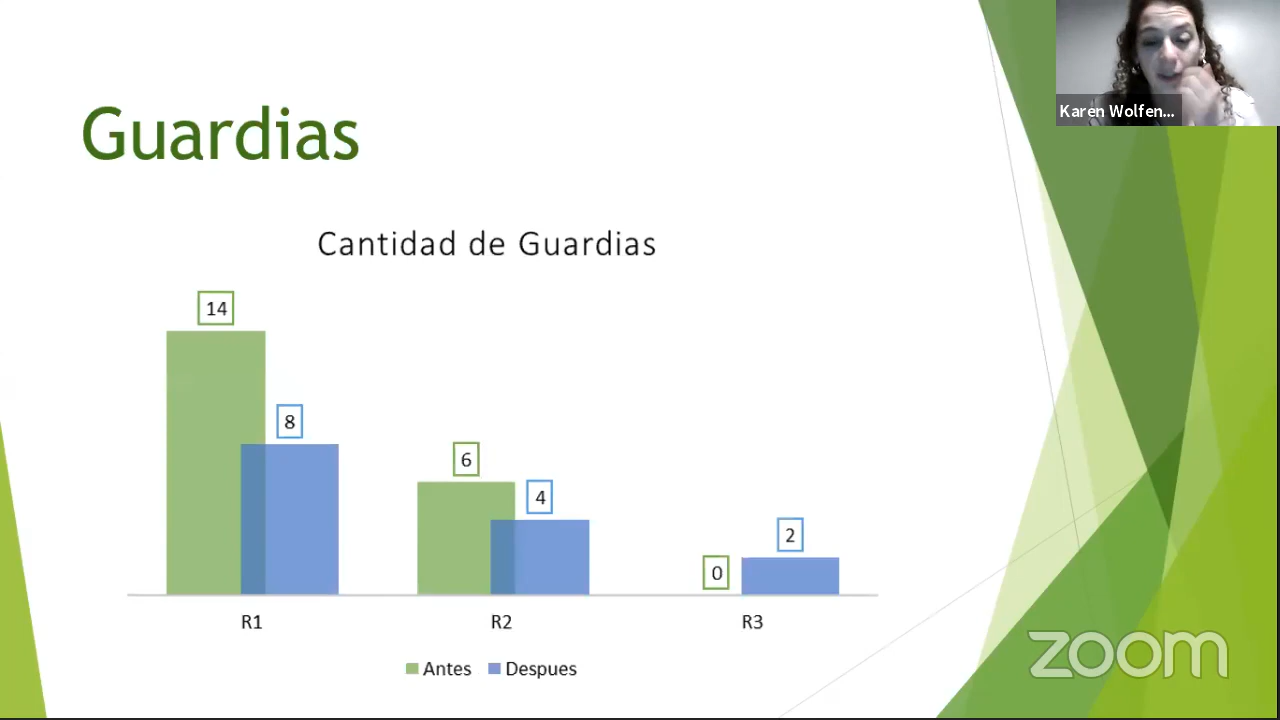 Karen Wolfen...
Guardias
Cantidad de Guardias
14
8
6
4
0
2
R1 R2 R3
Antes Despues
zoom